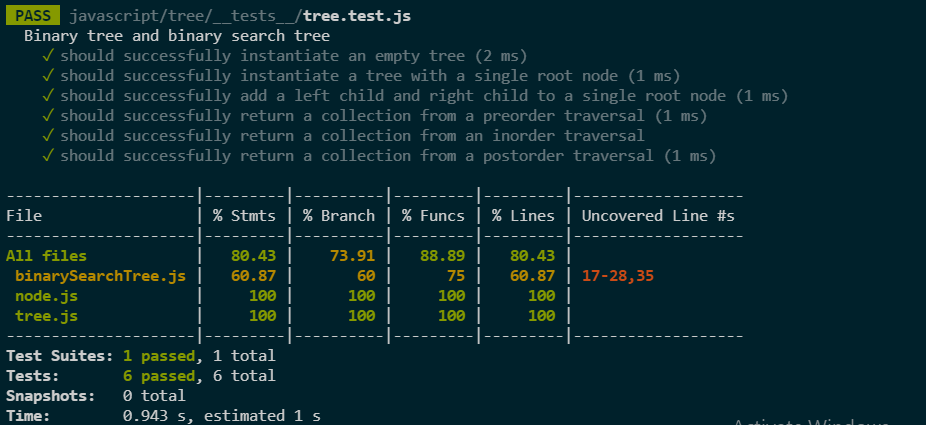 PASS javascript/tree/__tests__/tree.test.js
Binary tree and binary search tree
✓ should successfully instantiate an empty tree (2 ms)
✓ should successfully instantiate a tree with a single root node (1 ms)
✓ should successfully add a left child and right child to a single root node (1 ms)
✓ should successfully return a collection from a preorder traversal (1 ms)
✓ should successfully return a collection from an inorder traversal
✓ should successfully return a collection from a postorder traversal (1 ms)
---------------------|---------|----------|---------|---------|-------------------
File                 | % Stmts | % Branch | % Funcs | % Lines | Uncovered Line #s
---------------------|---------|----------|---------|---------|-------------------
All files            |   80.43 |    73.91 |   88.89 |   80.43 |
 binarySearchTree.js |   60.87 |       60 |      75 |   60.87 | 17-28,35
 node.js             |     100 |      100 |     100 |     100 |
 tree.js             |     100 |      100 |     100 |     100 |
---------------------|---------|----------|---------|---------|-------------------
Test Suites: 1 passed, 1 total
Tests:       6 passed, 6 total
Snapshots:   0 total
Time:        0.943 s, estimated 1 s
Activate Windows